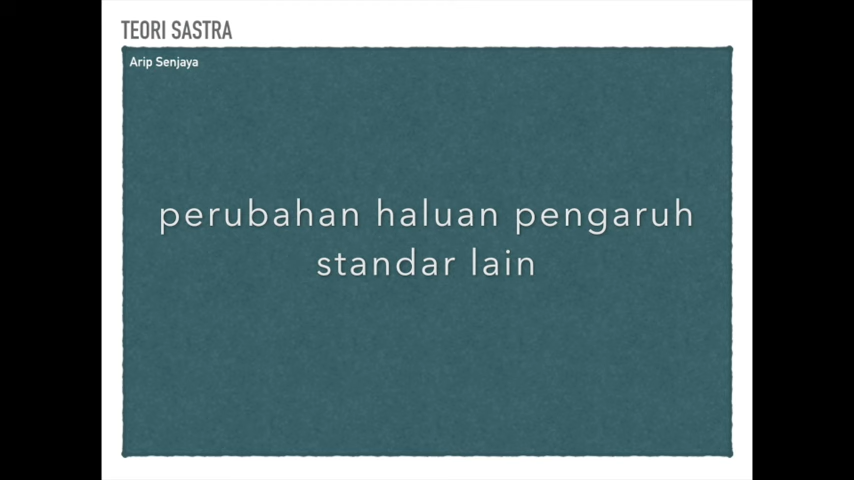 TEORI SASTRA
Arip Senjaya
perubahan haluan pengaruh
standar lain